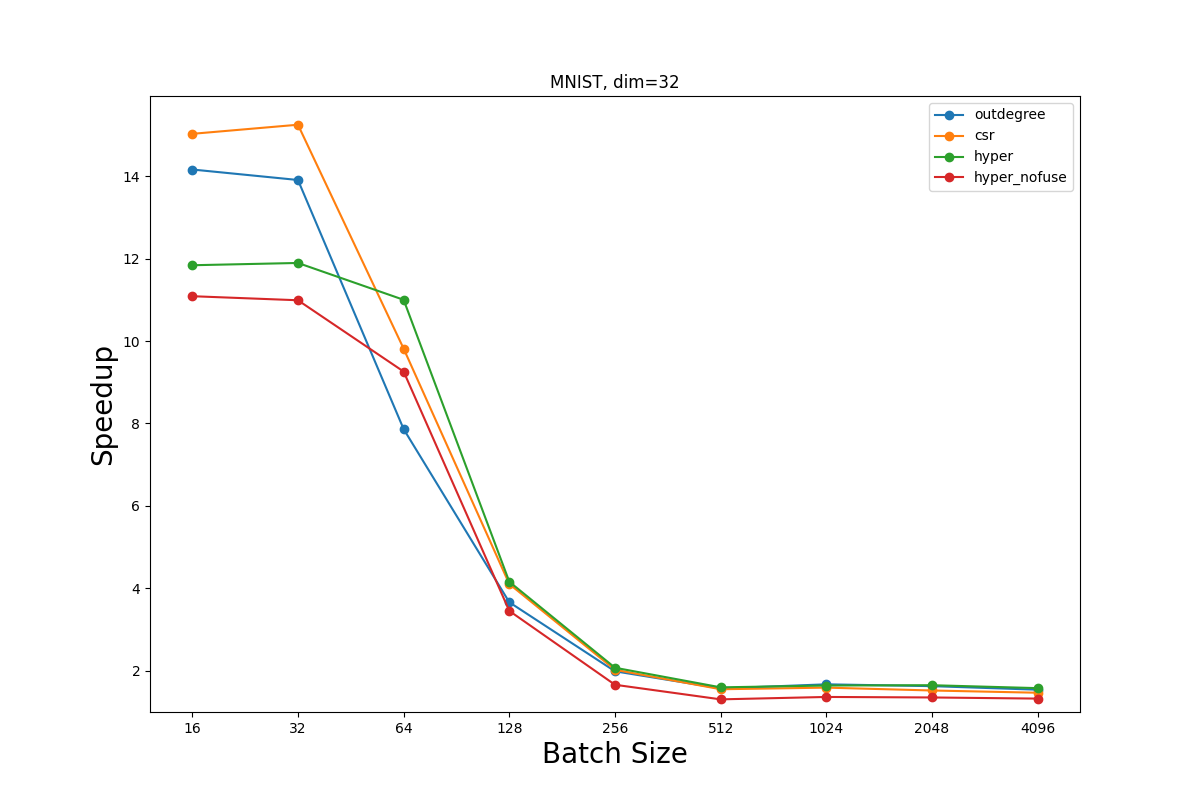 MNIST, dim=32
outdegree
csr
hyper
hyper_nofuse
Speedup
14
12
10
8
6
4
2
16 32 64 128 256 512 1024 2048 4096
Batch Size